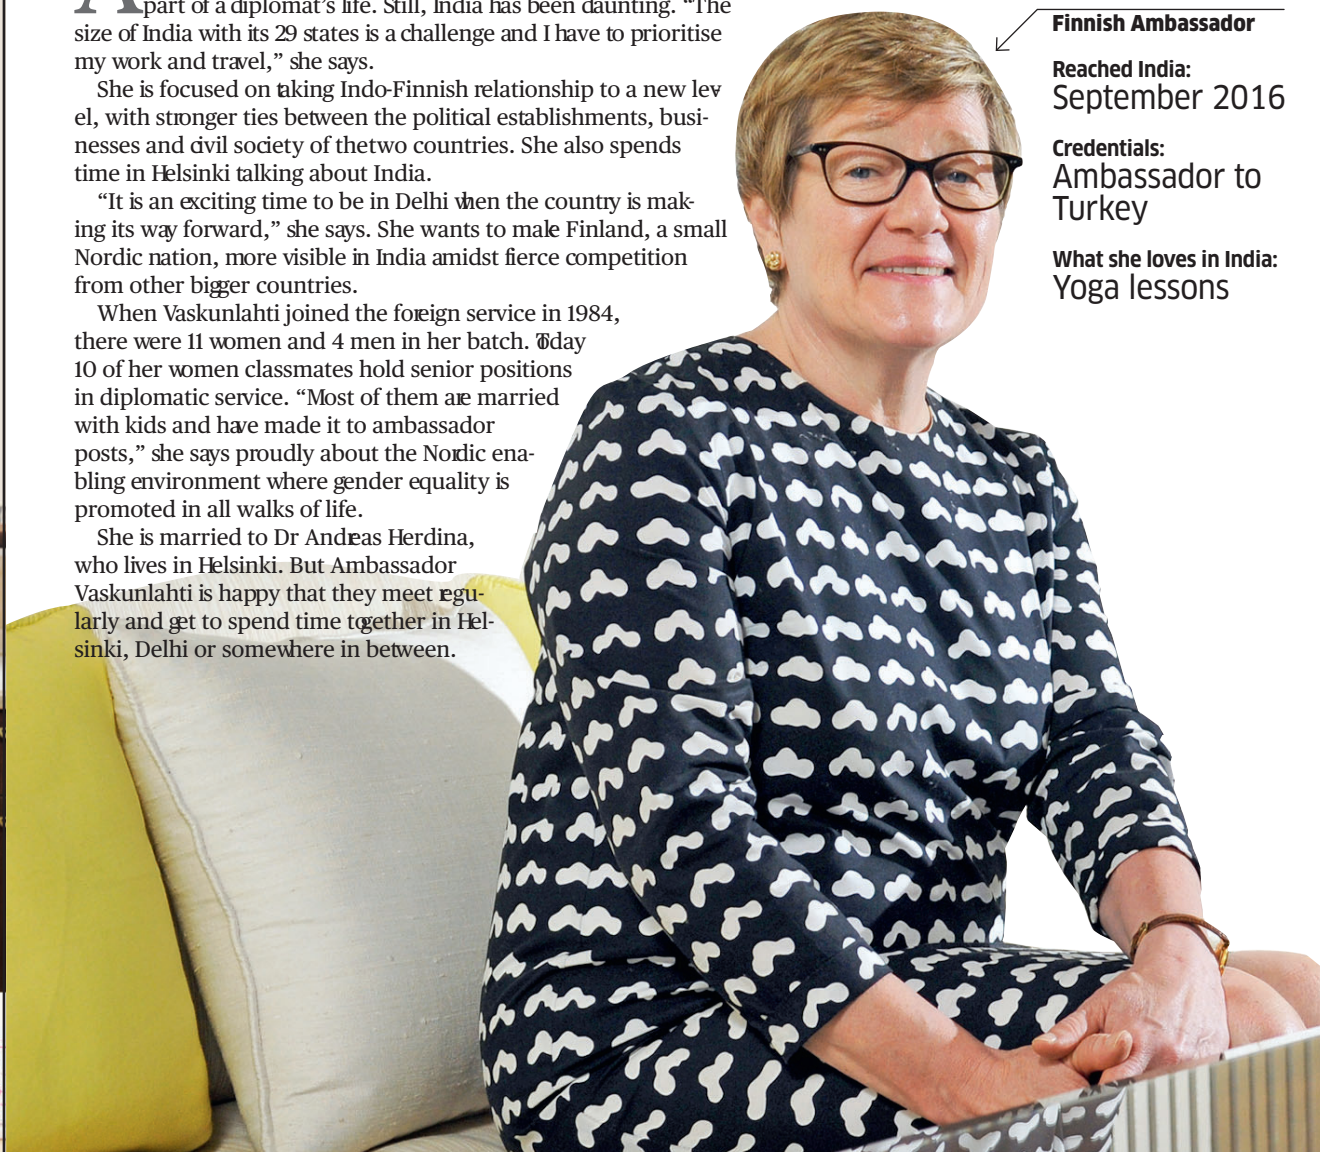 A part of a diplomat's life. Still, India has been daunting. “The
size of India with its 29 states is a challenge and I have to prioritise
my work and travel,” she says.
She is focused on taking Indo-Finnish relationship to a new lev
el, with stronger ties between the political establishments, busi-
nesses and civil society of thetwo countries. She also spends
time in Helsinki talking about India.
“It is an exciting time to be in Delhi when the country is mak-
ing its way forward,” she says. She wants to make Finland, a small
Nordic nation, more visible in India amidst fierce competition
from other bigger countries.
When Vaskunlahti joined the foreign service in 1984,
there were 11 women and 4 men in her batch. Today
10 of her women classmates hold senior positions
in diplomatic service. “Most of them are married
with kids and have made it to ambassador
posts,” she says proudly about the Nordic ena-
bling environment where gender equality is
promoted in all walks of life.
She is married to Dr Andreas Herdina,
who lives in Helsinki. But Ambassador
Vaskunlahti is happy that they meet regu-
larly and get to spend time together in Hel-
sinki, Delhi or somewhere in between.
Finnish Ambassador
Reached India:
September 2016
Credentials:
Ambassador to
Turkey
What she loves in India:
Yoga lessons